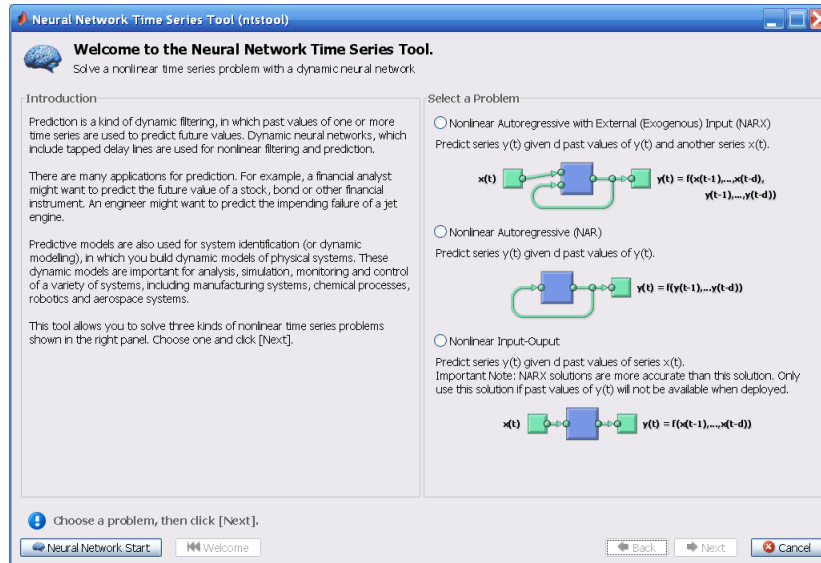 Neural Network Time Series Tool (ntstool)
Welcome to the Neural Network Time Series Tool.
Solve a nonlinear time series problem with a dynamic neural network
Introduction
Prediction is a kind of dynamic filtering, in which past values of one or more
time series are used to predict future values. Dynamic neural networks, which
include tapped delay lines are used for nonlinear filtering and prediction.
There are many applications for prediction. For example, a financial analyst
might want to predict the future value of a stock, bond or other financial
instrument. An engineer might want to predict the impending failure of a jet
engine.
Predictive models are also used for system identification (or dynamic
modelling), in which you build dynamic models of physical systems. These
dynamic models are important for analysis, simulation, monitoring and control
of a variety of systems, including manufacturing systems, chemical processes,
robotics and aerospace systems.
This tool allows you to solve three kinds of nonlinear time series problems
shown in the right panel. Choose one and click [Next].
Select a Problem
Nonlinear Autoregressive with External (Exogenous) Input (NARX)
Predict series y(t) given d past values of y(t) and another series x(t).
x(t)
y(t) = f(x(t-1),...,x(t-d),
y(t-1),...,y(t-d))
Nonlinear Autoregressive (NAR)
Predict series y(t) given d past values of y(t).
y(t) = f(y(t-1),...y(t-d))
Nonlinear Input-Ouput
Predict series y(t) given d past values of series x(t).
Important Note: NARX solutions are more accurate than this solution. Only
use this solution if past values of y(t) will not be available when deployed.
x(t)
y(t) = f(x(t-1),...,x(t-d))
Choose a problem, then click [Next].
Neural Network Start
Welcome
Back
Next
Cancel